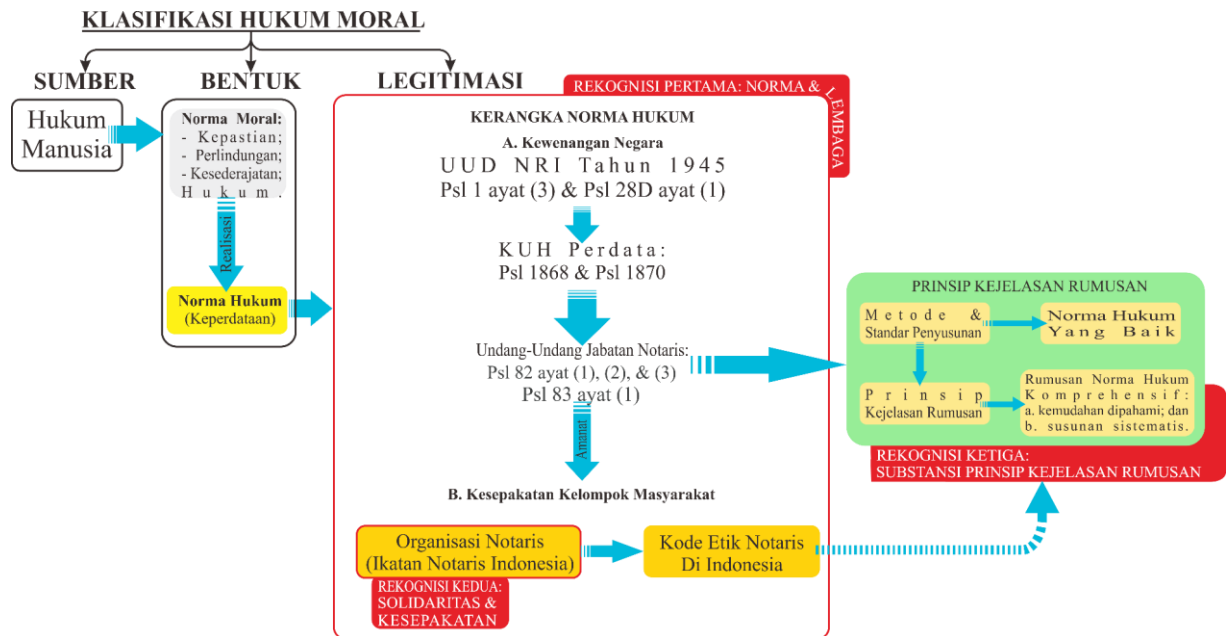 KLASIFIKASI HUKUM MORAL
SUMBER
BENTUK
LEGITIMASI
Hukum
Manusia
Norma Moral:
- Kepastian;
- Perlindungan;
- Kesederajatan;
Hukum.
Realisasi
Norma Hukum
(Keperdataan)
REKOGNISI PERTAMA: NORMA &
LEMBAGA
KERANGKA NORMA HUKUM
A. Kewenangan Negara
UUD NRI Tahun 1945
Psl 1 ayat (3) & Psl 28D ayat (1)
KUH Perdata:
Psl 1868 & Psl 1870
Undang-Undang Jabatan Notaris:
Psl 82 ayat (1), (2), & (3)
Psl 83 ayat (1)
Amanat
B. Kesepakatan Kelompok Masyarakat
Organisasi Notaris
(Ikatan Notaris Indonesia)
REKOGNISI KEDUA:
SOLIDARITAS &
KESEPAKATAN
Kode Etik Notaris
Di Indonesia
PRINSIP KEJELASAN RUMUSAN
Metode &
Standar Penyusunan
Norma Hukum
Yang Baik
Prinsip
Kejelasan Rumusan
Rumusan Norma Hukum
Komprehensif:
a. kemudahan dipahami; dan
b. susunan sistematis.
REKOGNISI KETIGA:
SUBSTANSI PRINSIP KEJELASAN RUMUSAN